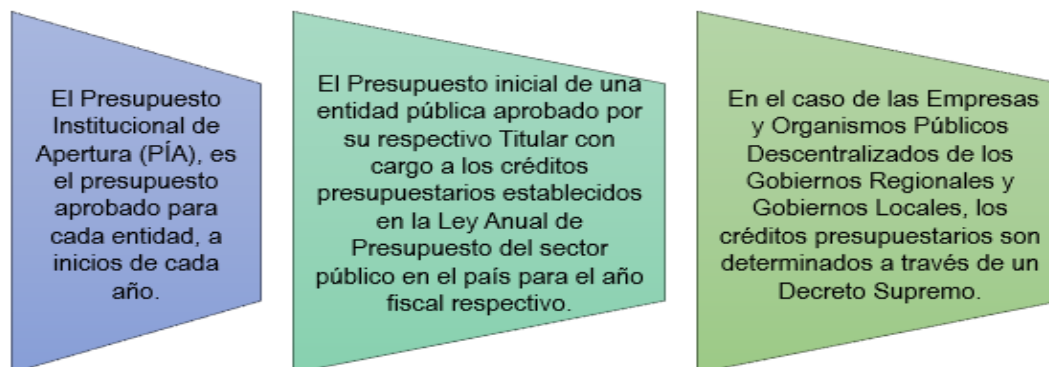 El Presupuesto
Institucional de
Apertura (PÍA), es
el presupuesto
aprobado para
cada entidad, a
inicios de cada
año.
El Presupuesto inicial de una
entidad pública aprobado por
su respectivo Titular con
cargo a los créditos
presupuestarios establecidos
en la Ley Anual de
Presupuesto del sector
público en el país para el año
fiscal respectivo.
En el caso de las Empresas
y Organismos Públicos
Descentralizados de los
Gobiernos Regionales y
Gobiernos Locales, los
créditos presupuestarios son
determinados a través de un
Decreto Supremo.